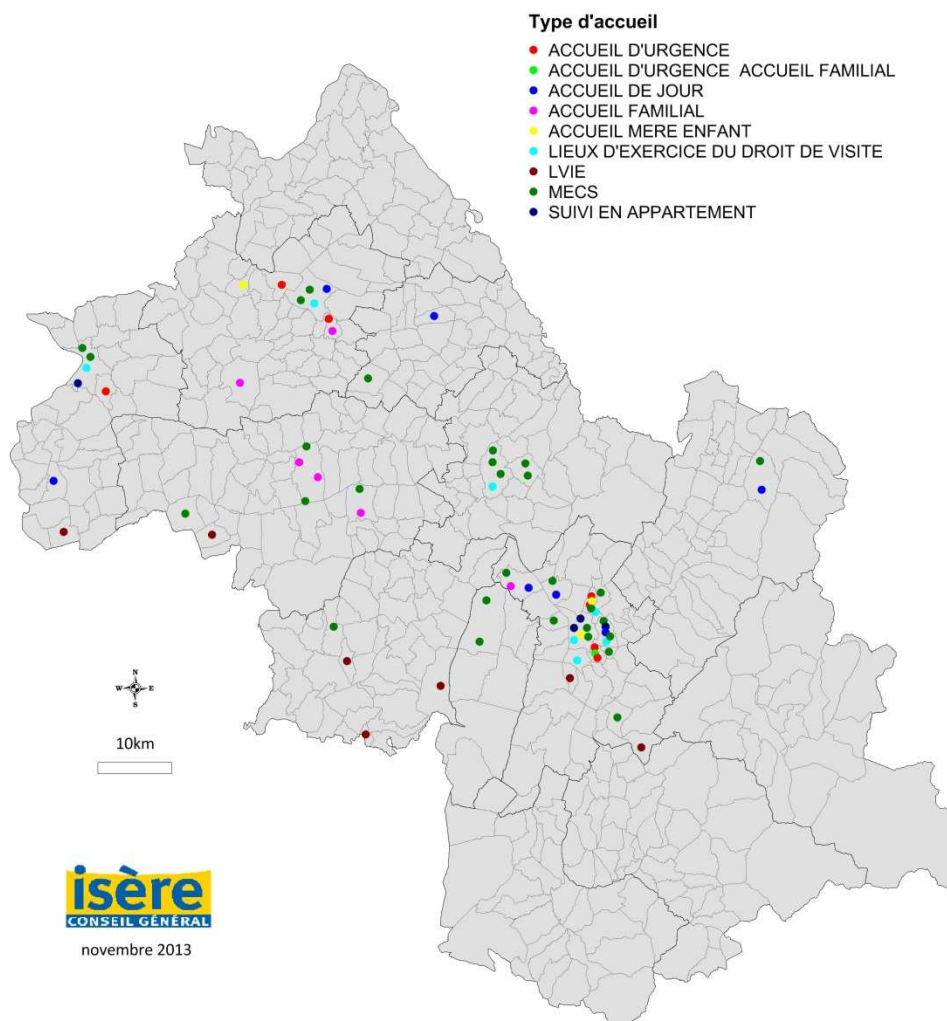 Type d'accueil
ACCUEIL D'URGENCE
ACCUEIL D'URGENCE ACCUEIL FAMILIAL
ACCUEIL DE JOUR
ACCUEIL FAMILIAL
ACCUEIL MERE ENFANT
LIEUX D'EXERCICE DU DROIT DE VISITE
LVIE
MECS
SUIVI EN APPARTEMENT
N
W E
S
10km
isère
CONSEIL GÉNÉRAL
novembre 2013